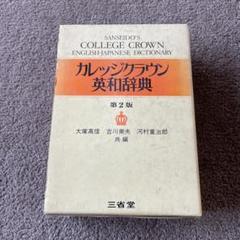 SANSEIDO'S
COLLEGE CROWN
ENGLISH-JAPANESE DICTIONARY
カレッジクラウン
英和辞典
第2版
大塚高信 吉川美夫 河村重治郎
共編
三省堂